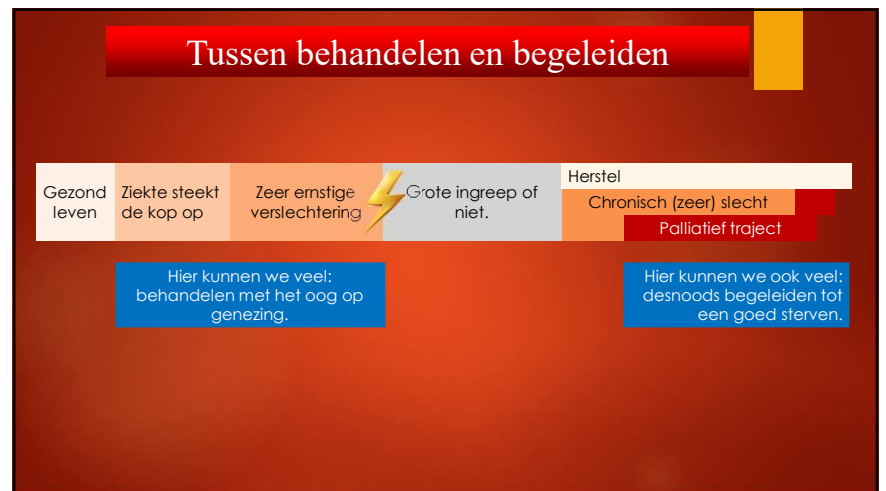 Tussen behandelen en begeleiden
Gezond
leven
Ziekte steekt
de kop op
Zeer ernstige
verslechtering
Grote ingreep of
niet.
Herstel
Chronisch (zeer) slecht
Palliatief traject
Hier kunnen we veel:
behandelen met het oog op
genezing.
Hier kunnen we ook veel:
desnoods begeleiden tot
een goed sterven.